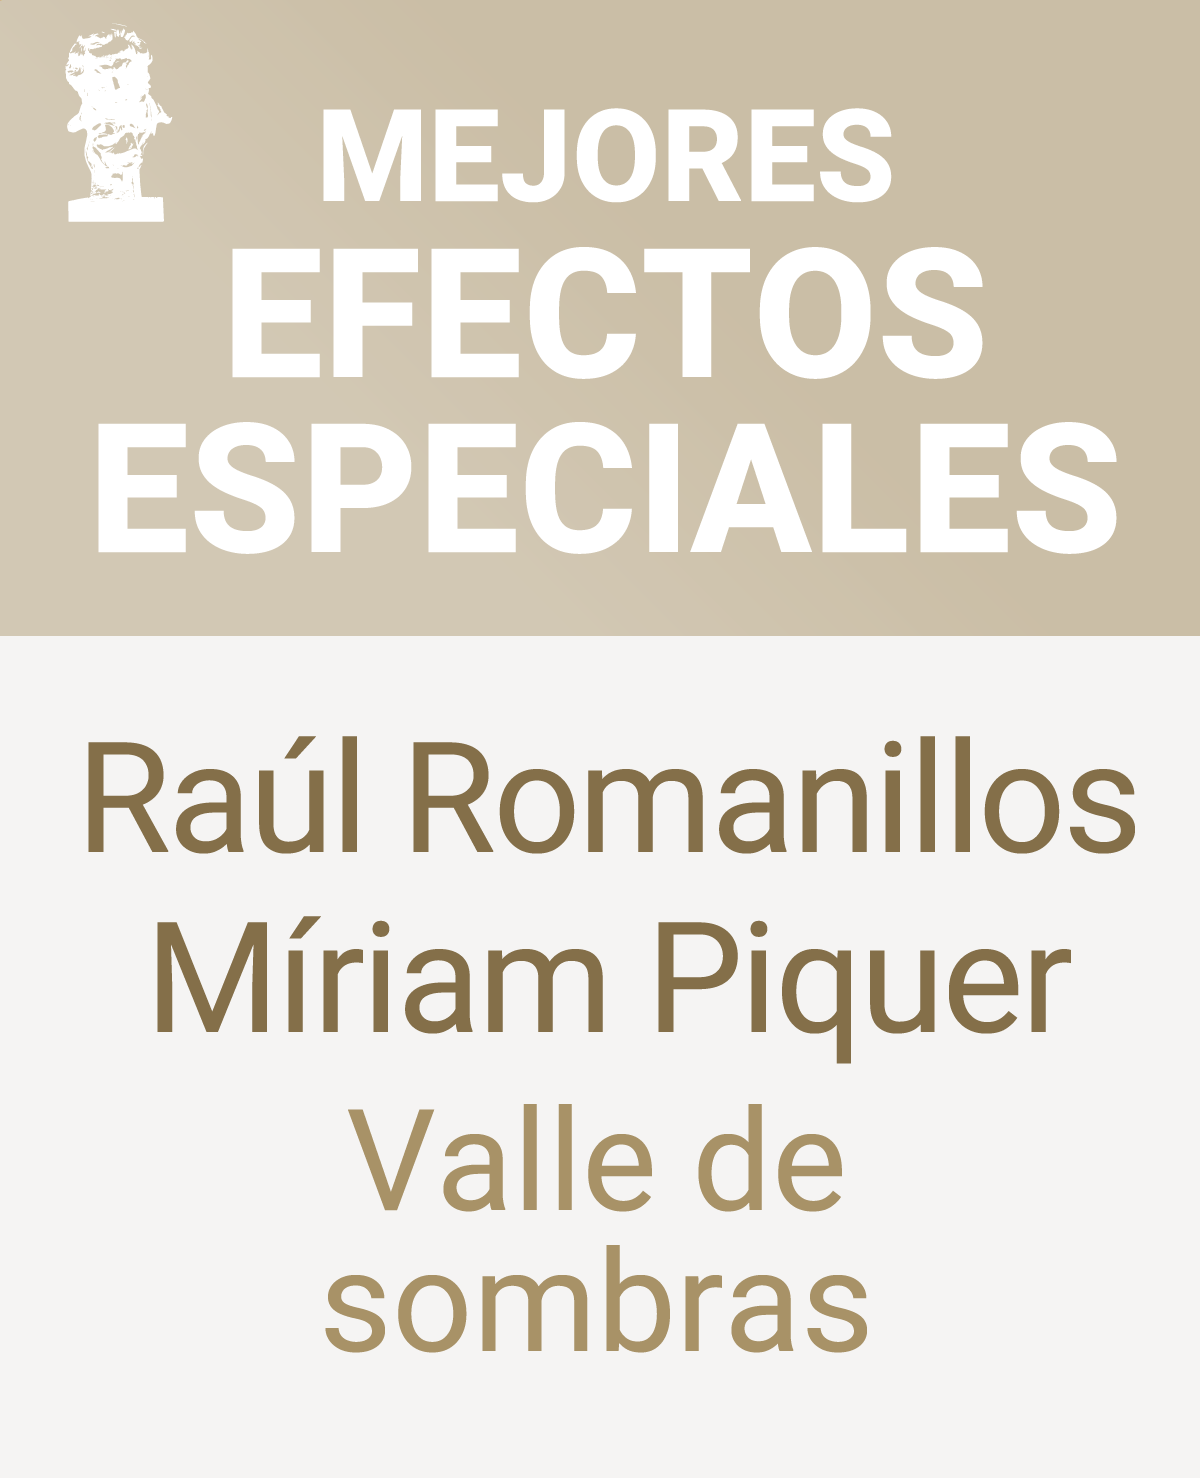 MEJORES
EFECTOS
ESPECIALES
Raúl Romanillos
Míriam Piquer
Valle de
sombras